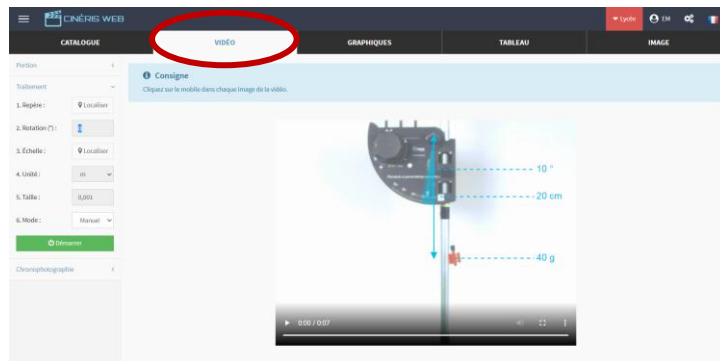 CINÉRIS WEB
Lycée
EM
CATALOGUE
VIDÉO
GRAPHIQUES
TABLEAU
IMAGE
Portion
Traitement
1. Repère :
Localiser
2. Rotation (°) :
3. Échelle :
Localiser
4. Unité :
m
5. Taille :
0,001
6. Mode :
Manuel
Démarrer
Chronophotographie
Consigne
Cliquez sur le mobile dans chaque image de la vidéo.
10 °
20 cm
40 g
0:00 / 0:07